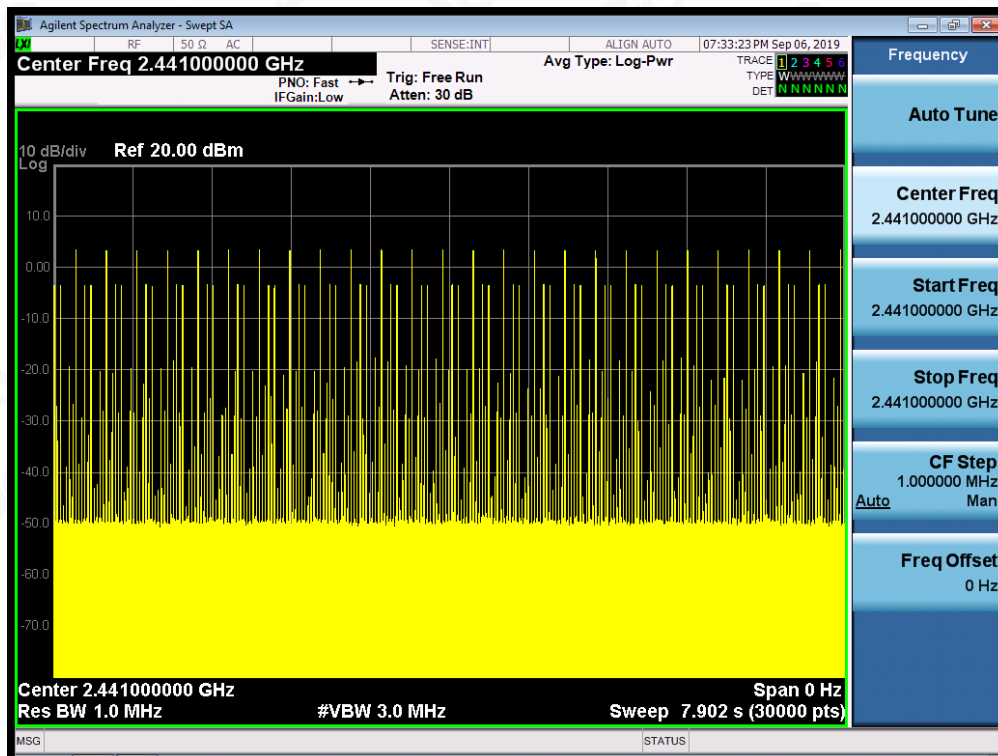 Agilent Spectrum Analyzer - Swept SA
LXI RF 50 Ω AC SENSE:INT ALIGN AUTO 07:33:23 PM Sep 06, 2019
Center Freq 2.441000000 GHz
PNO: Fast
IFGain:Low
Trig: Free Run
Atten: 30 dB
Avg Type: Log-Pwr
TRACE 1 2 3 4 5 6
TYPE WWWWWWW
DET N N N N N N
10 dB/div
Log
Ref 20.00 dBm
10.0
0.00
-10.0
-20.0
-30.0
-40.0
-50.0
-60.0
-70.0
Center 2.441000000 GHz Span 0 Hz
Res BW 1.0 MHz #VBW 3.0 MHz Sweep 7.902 s (30000 pts)
MSG STATUS
Frequency
Auto Tune
Center Freq
2.441000000 GHz
Start Freq
2.441000000 GHz
Stop Freq
2.441000000 GHz
CF Step
1.000000 MHz
Auto Man
Freq Offset
0 Hz